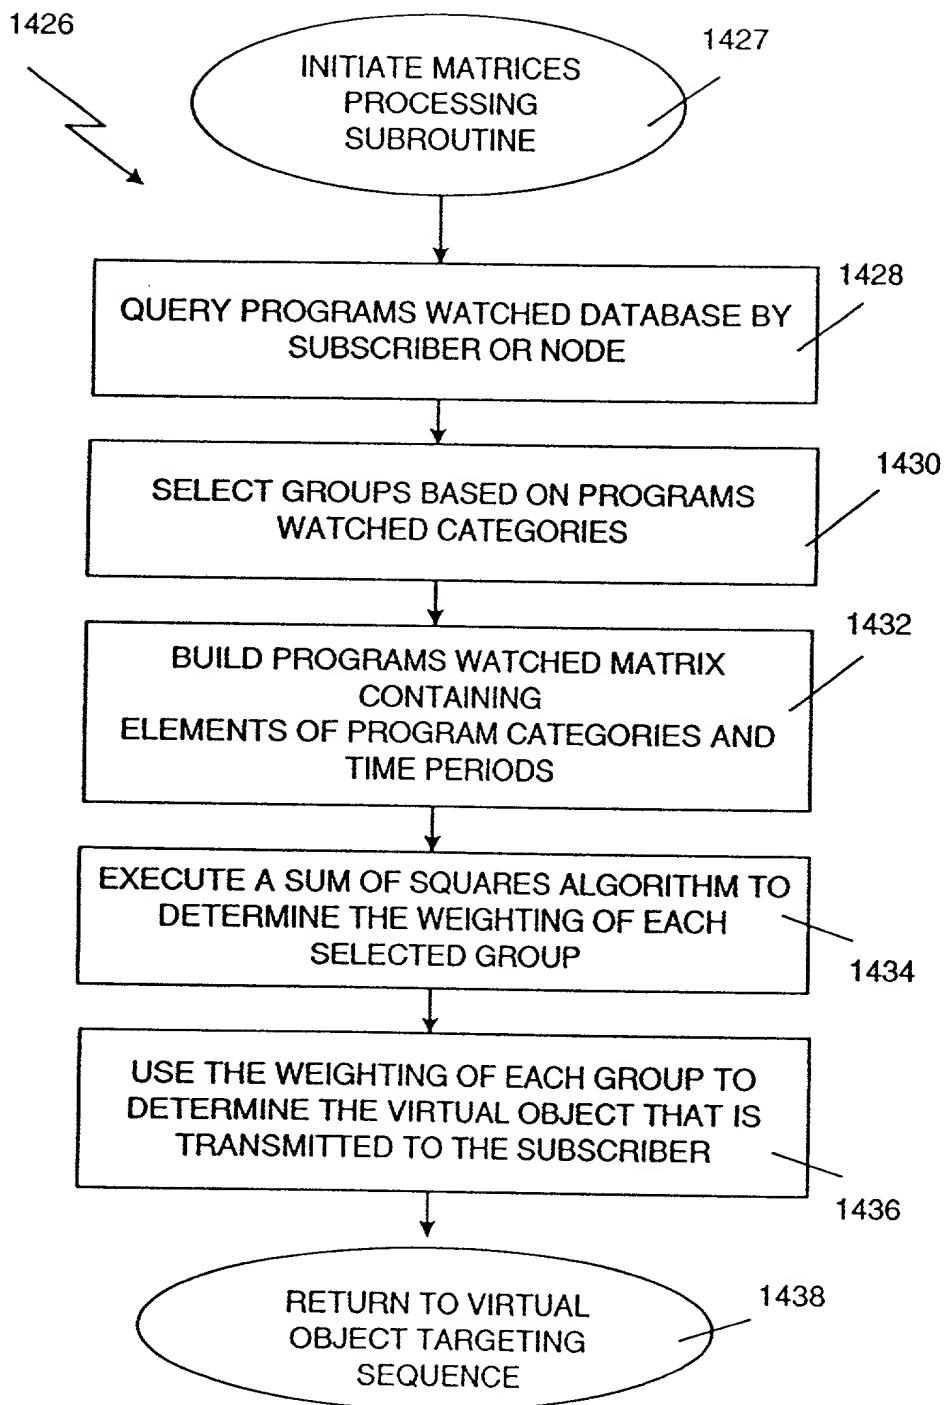 1426
1427
INITIATE MATRICES
PROCESSING
SUBROUTINE
1428
QUERY PROGRAMS WATCHED DATABASE BY
SUBSCRIBER OR NODE
1430
SELECT GROUPS BASED ON PROGRAMS
WATCHED CATEGORIES
1432
BUILD PROGRAMS WATCHED MATRIX
CONTAINING
ELEMENTS OF PROGRAM CATEGORIES AND
TIME PERIODS
EXECUTE A SUM OF SQUARES ALGORITHM TO
DETERMINE THE WEIGHTING OF EACH
SELECTED GROUP
1434
USE THE WEIGHTING OF EACH GROUP TO
DETERMINE THE VIRTUAL OBJECT THAT IS
TRANSMITTED TO THE SUBSCRIBER
1436
1438
RETURN TO VIRTUAL
OBJECT TARGETING
SEQUENCE